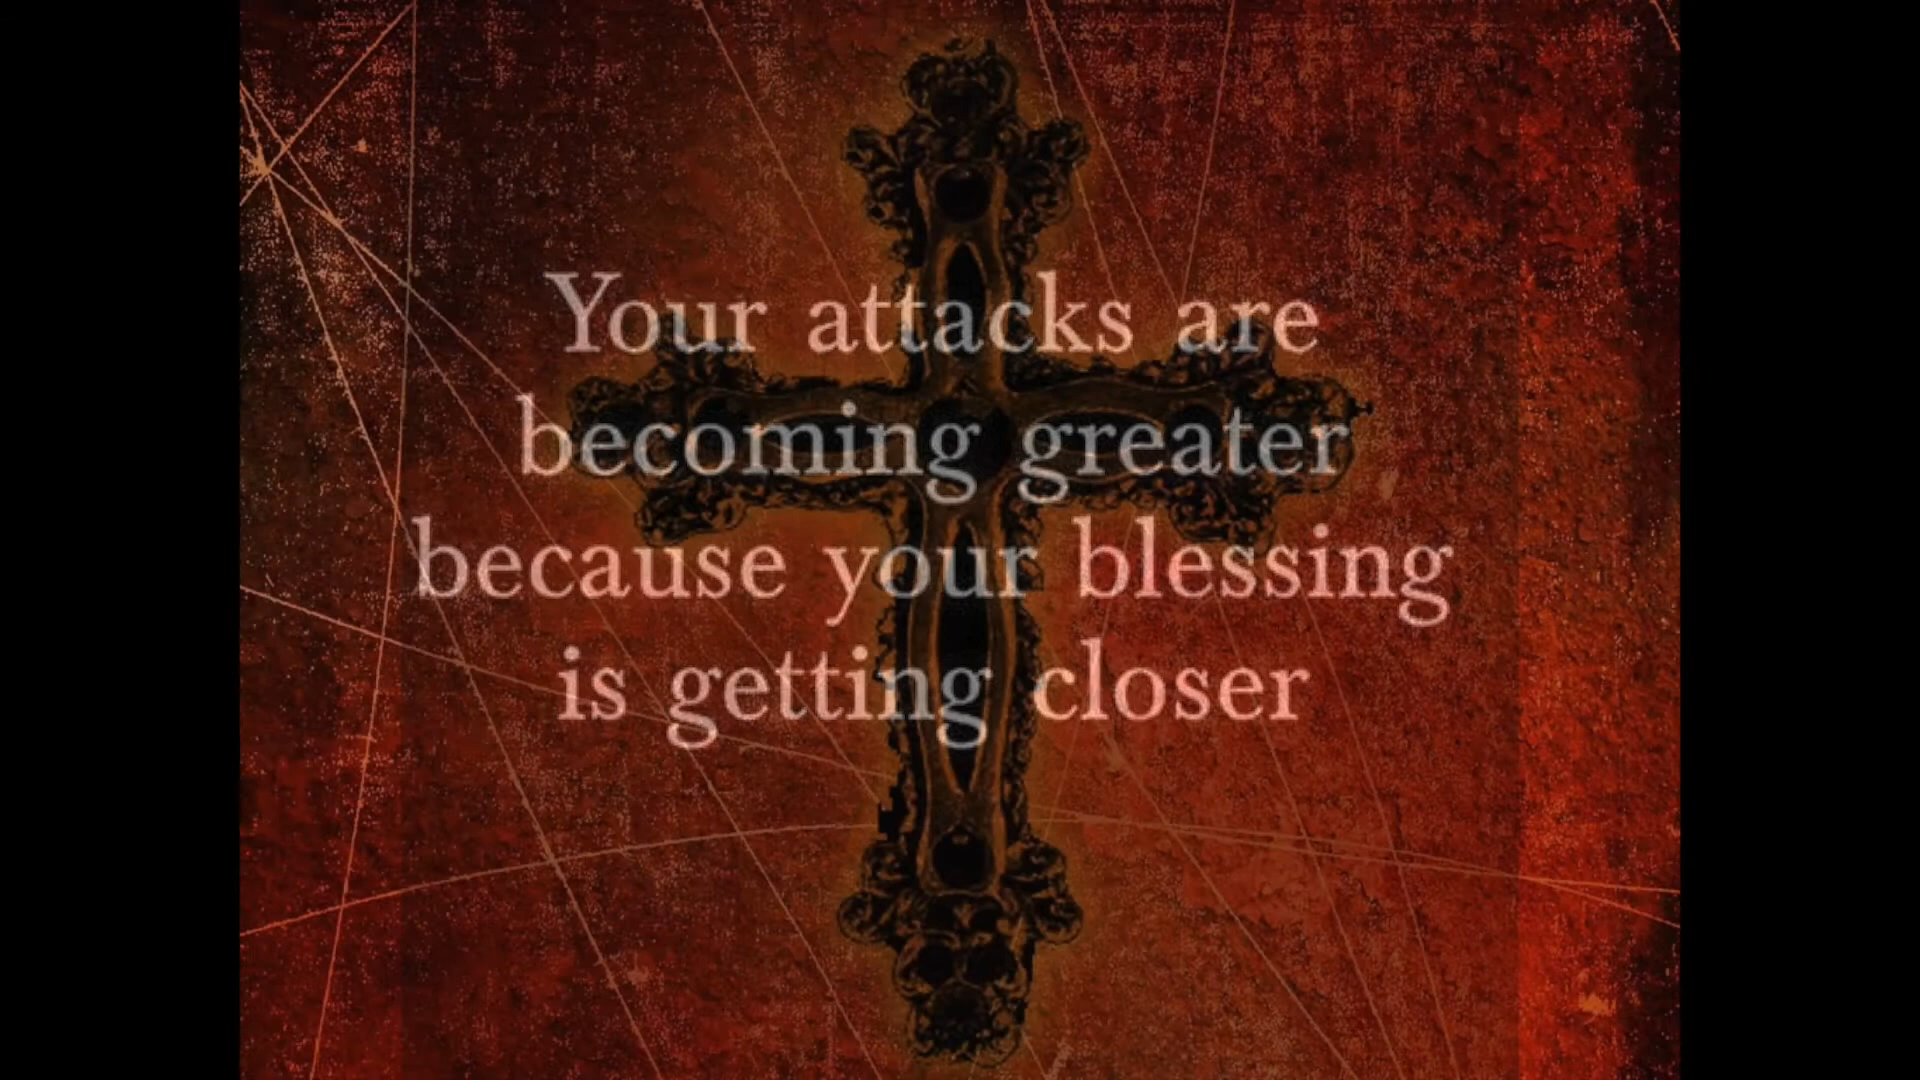 Your attacks are
becoming greater
because your blessing
is getting closer